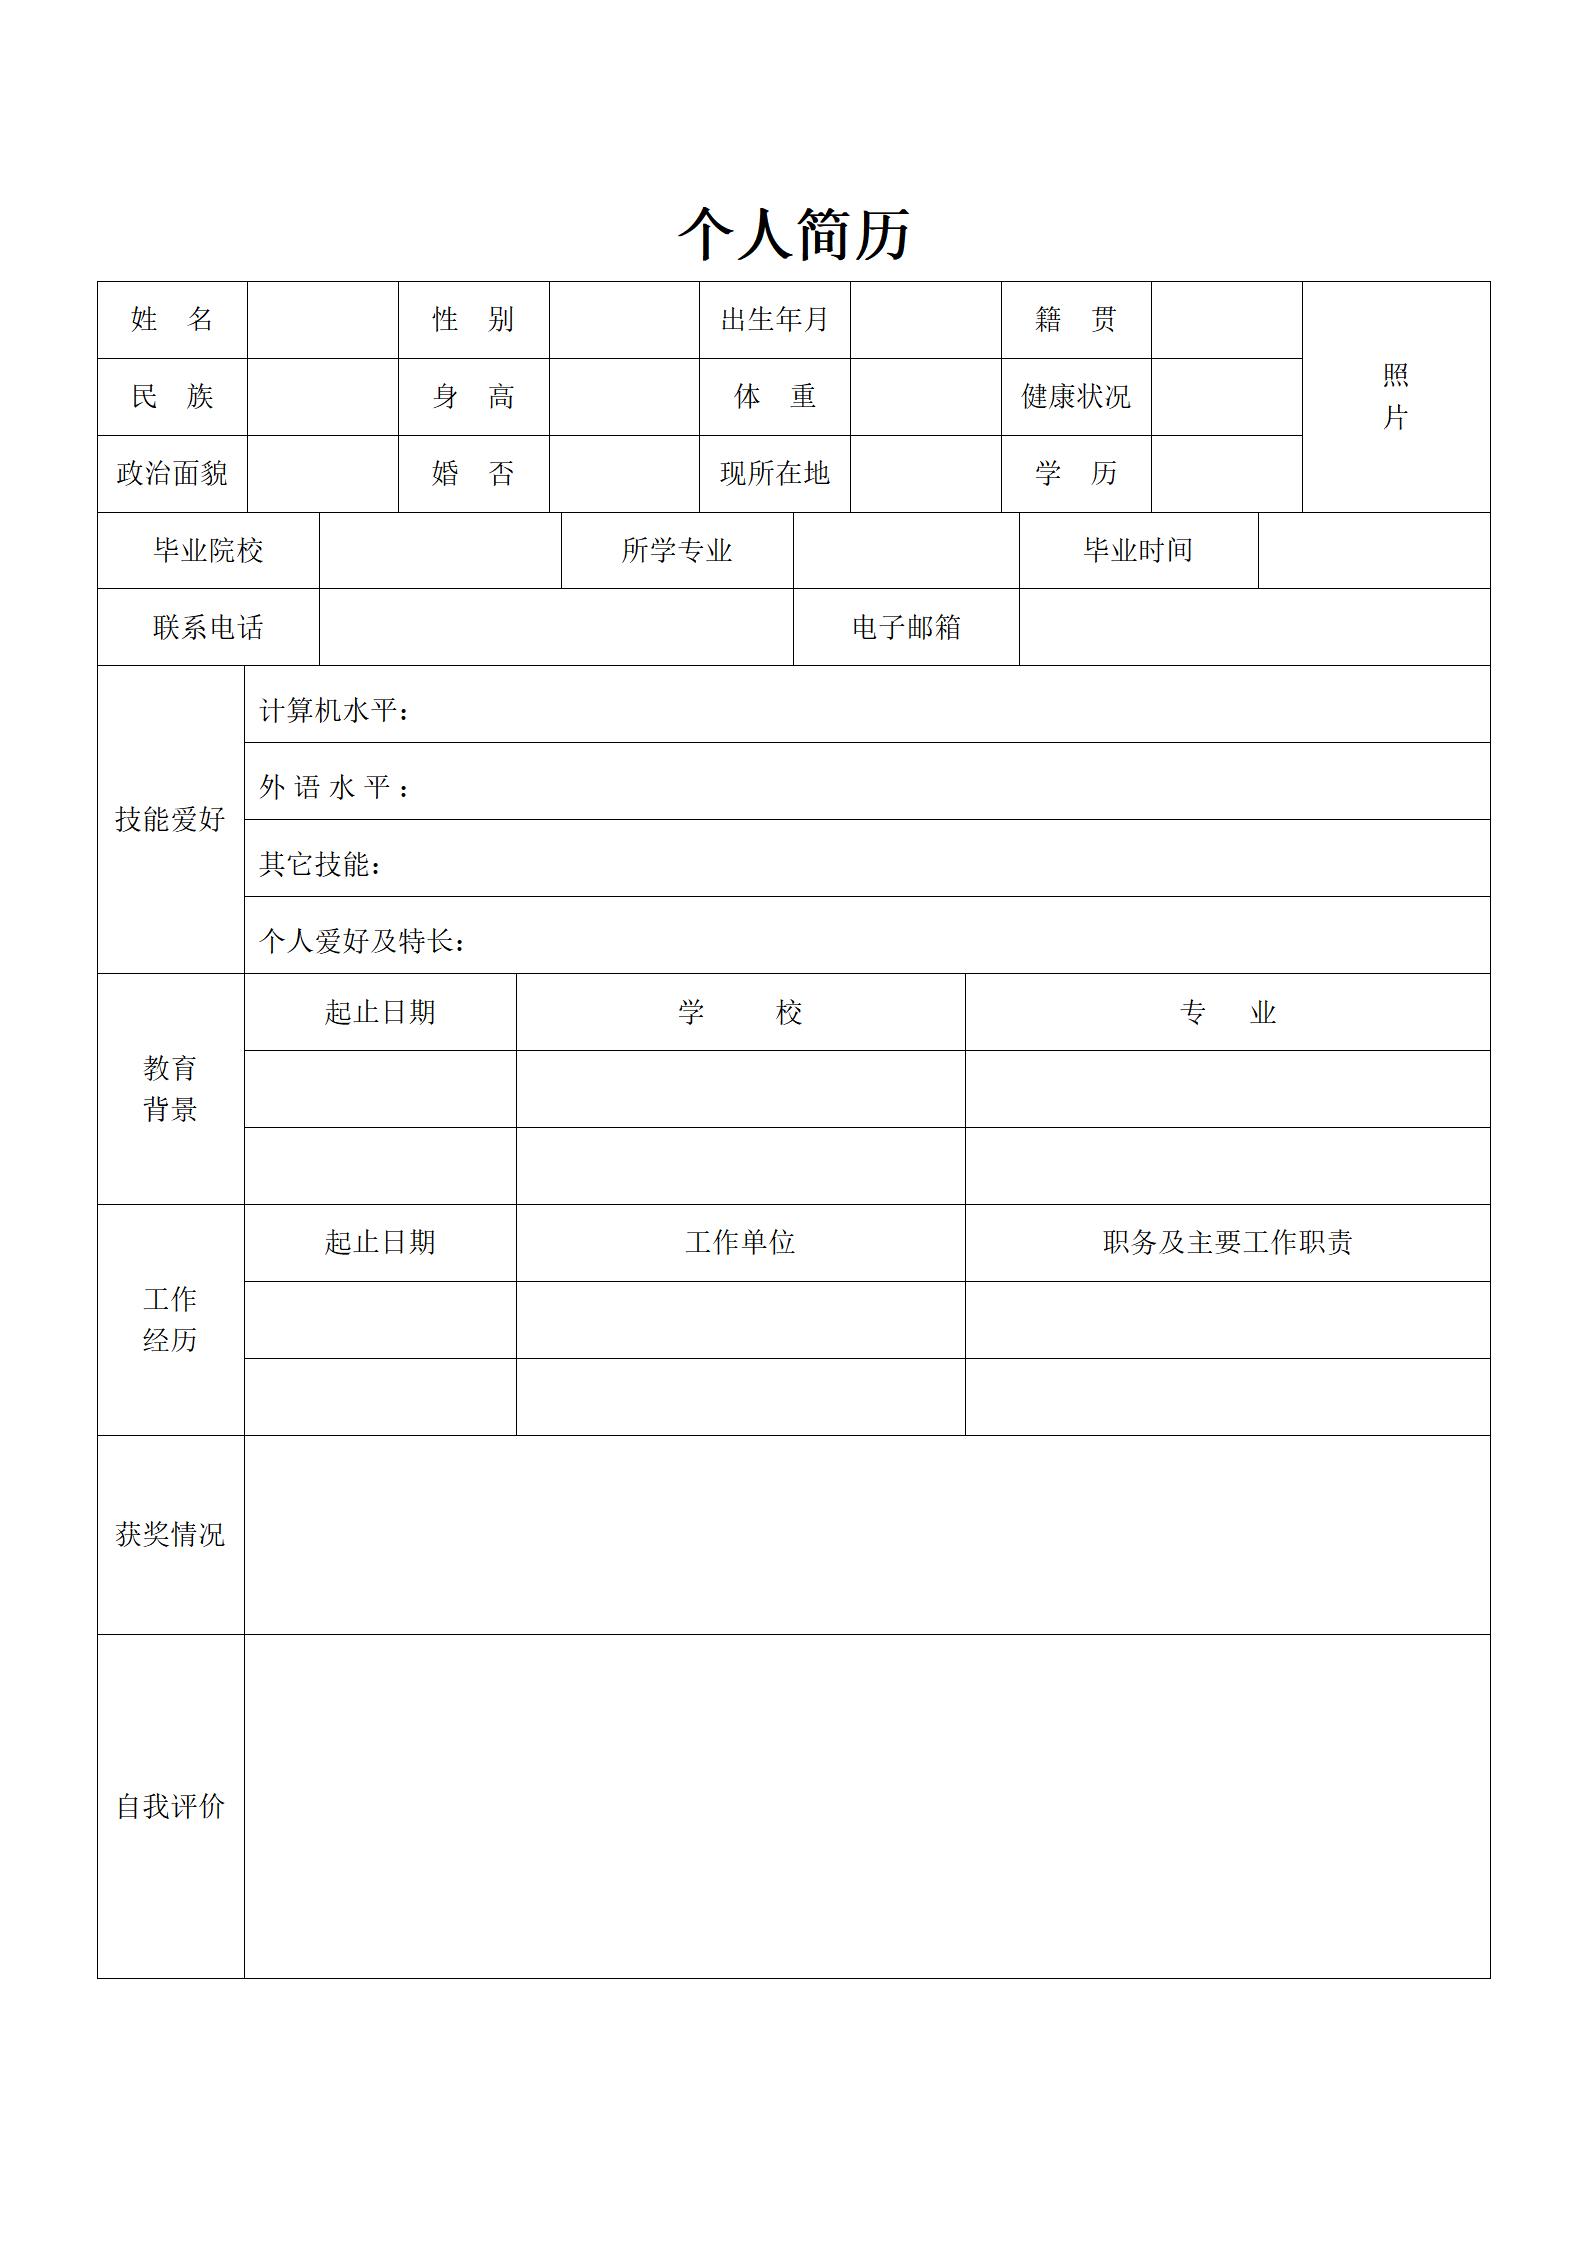 个人简历
姓 名 性 别 出生年月 籍 贯
照
片
民 族 身 高 体 重 健康状况
政治面貌 婚 否 现所在地 学 历
毕业院校 所学专业 毕业时间
联系电话 电子邮箱
技能爱好
计算机水平：
外语水平：
其它技能：
个人爱好及特长：
教育
背景
起止日期 学 校 专 业
工作
经历
起止日期 工作单位 职务及主要工作职责
获奖情况
自我评价